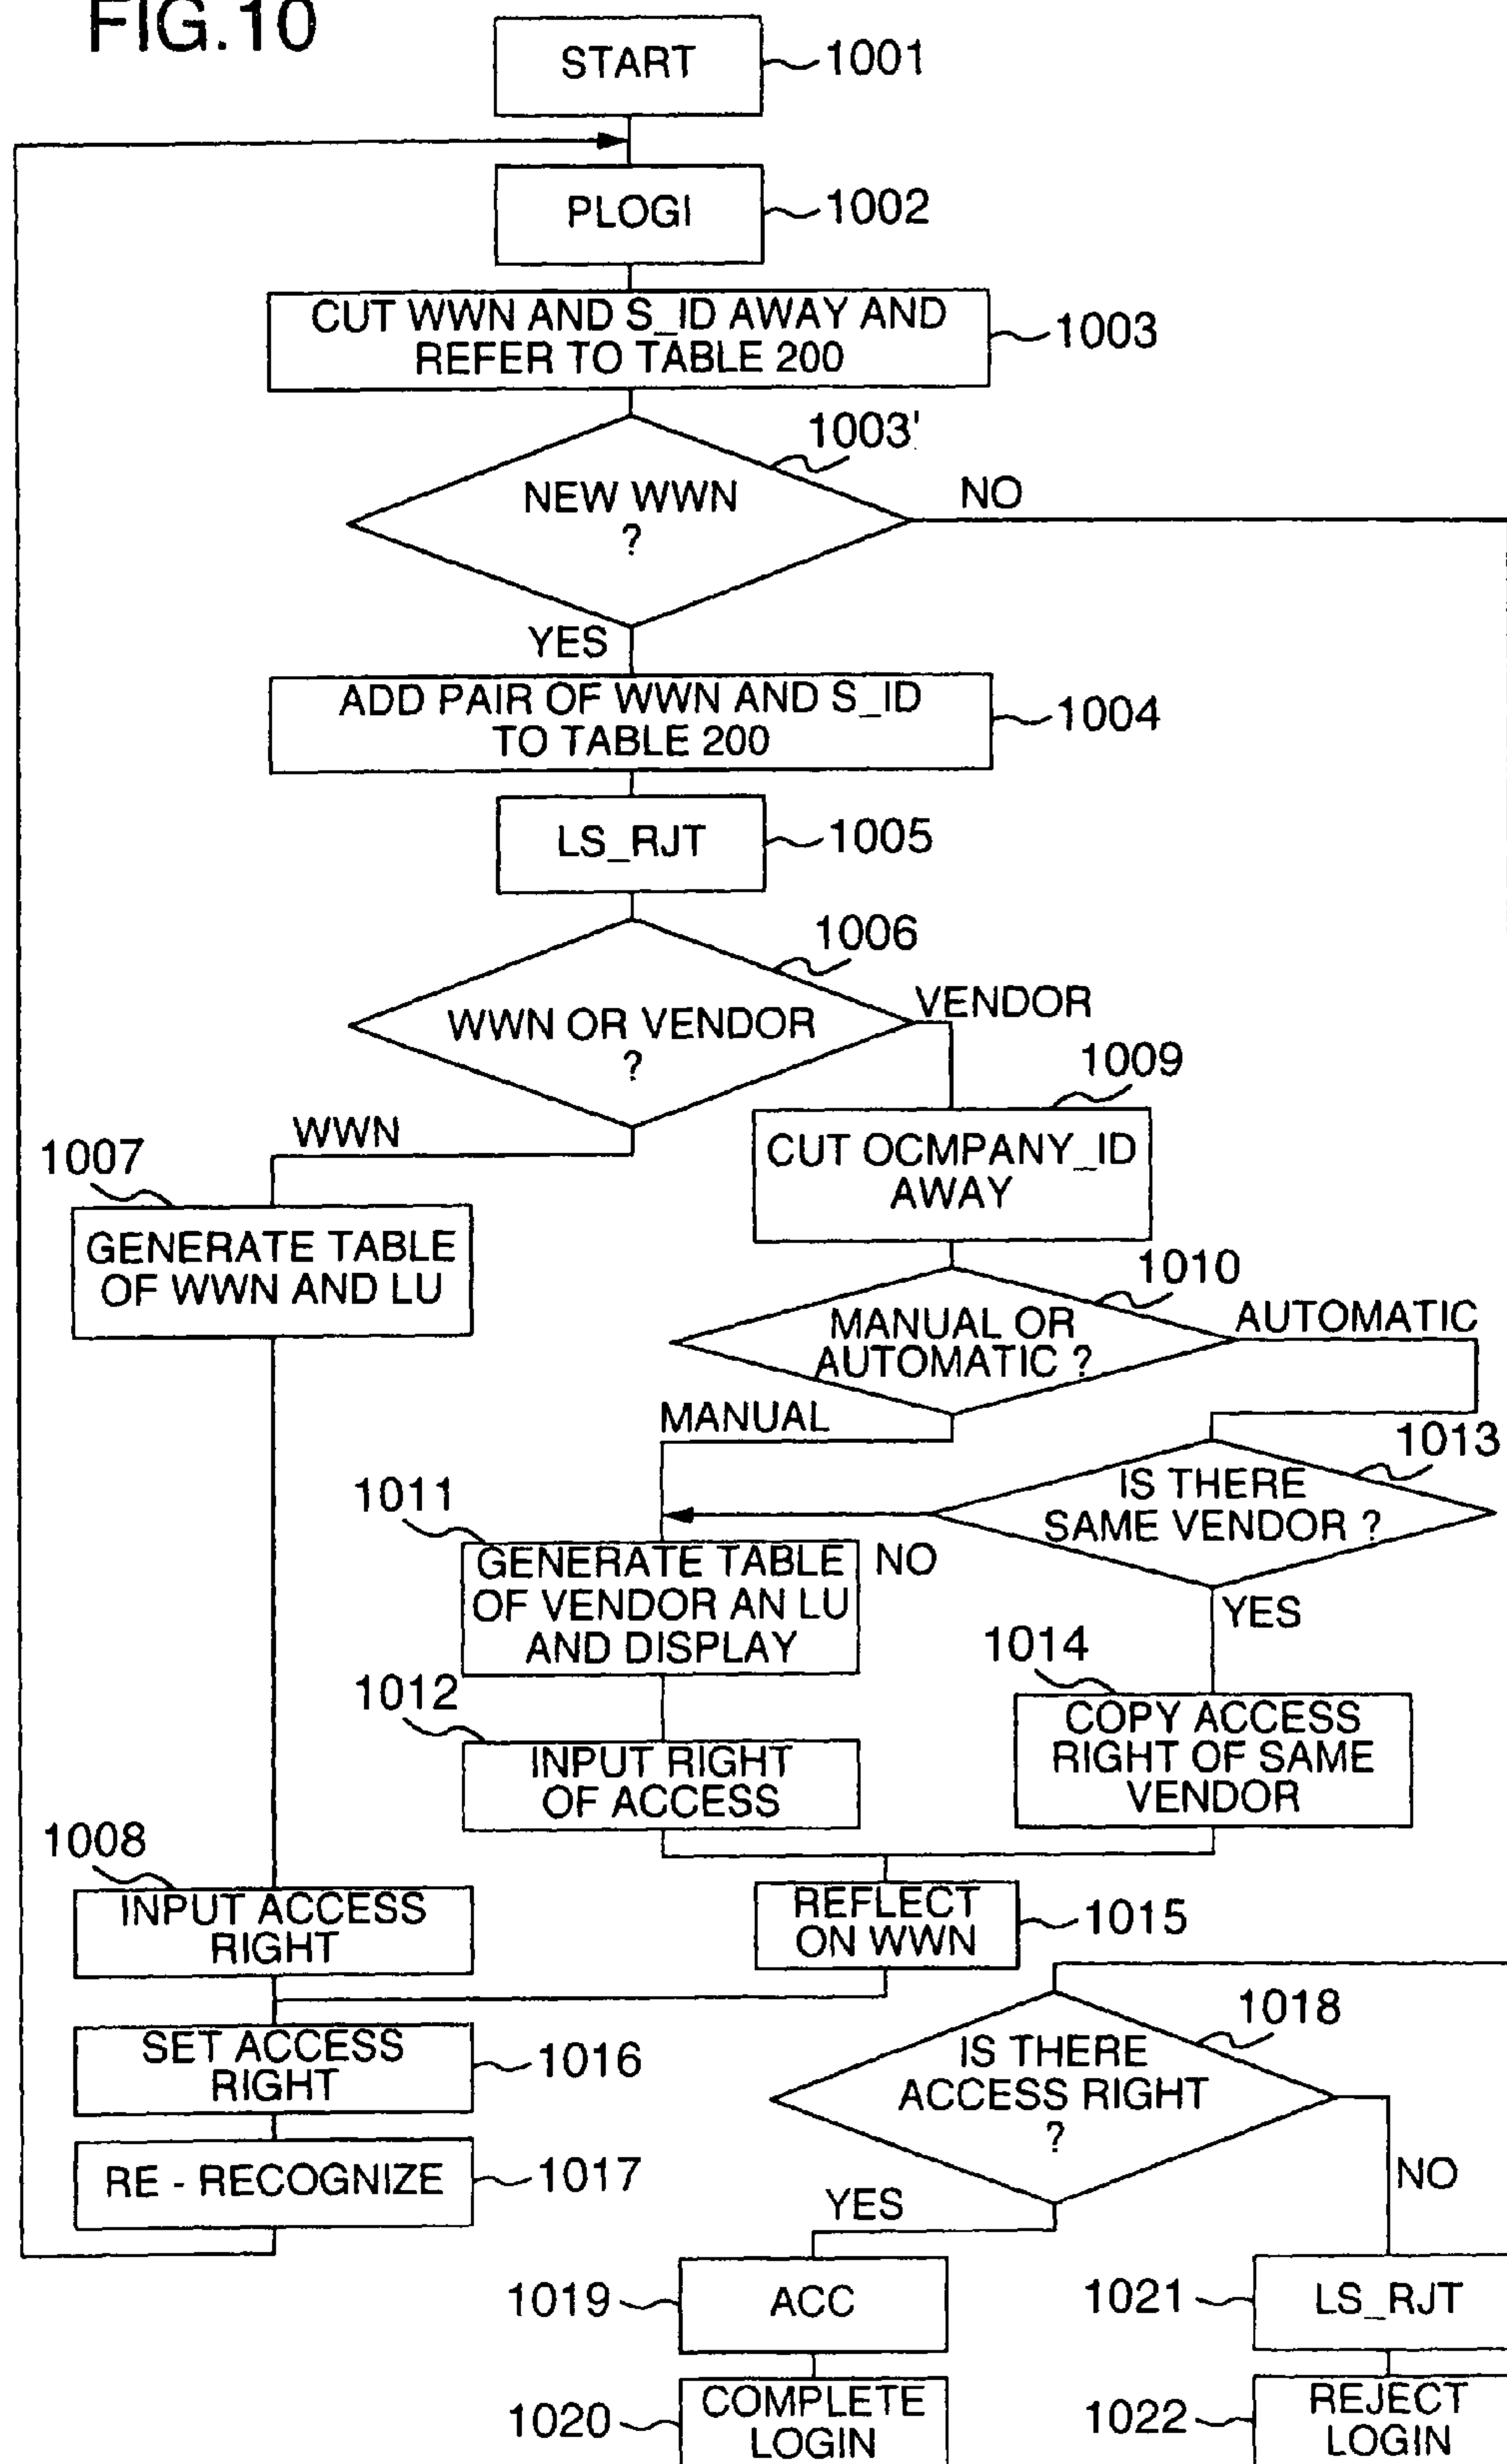 FIG.10
START
1001
PLOGI
1002
CUT WWN AND S_ID AWAY AND
REFER TO TABLE 200
1003
1003'
NEW WWN
?
NO
YES
ADD PAIR OF WWN AND S_ID
TO TABLE 200
1004
LS_RJT
1005
1006
WWN OR VENDOR
?
VENDOR
WWN
1009
CUT OCMPANY_ID
AWAY
1007
GENERATE TABLE
OF WWN AND LU
1010
MANUAL OR
AUTOMATIC ?
AUTOMATIC
MANUAL
1013
IS THERE
SAME VENDOR ?
NO
YES
1011
GENERATE TABLE
OF VENDOR AN LU
AND DISPLAY
1012
INPUT RIGHT
OF ACCESS
1014
COPY ACCESS
RIGHT OF SAME
VENDOR
1008
INPUT ACCESS
RIGHT
REFLECT
ON WWN
1015
SET ACCESS
RIGHT
1016
RE - RECOGNIZE
1017
1018
IS THERE
ACCESS RIGHT
?
YES
NO
1019
ACC
1021
LS_RJT
1020
COMPLETE
LOGIN
1022
REJECT
LOGIN